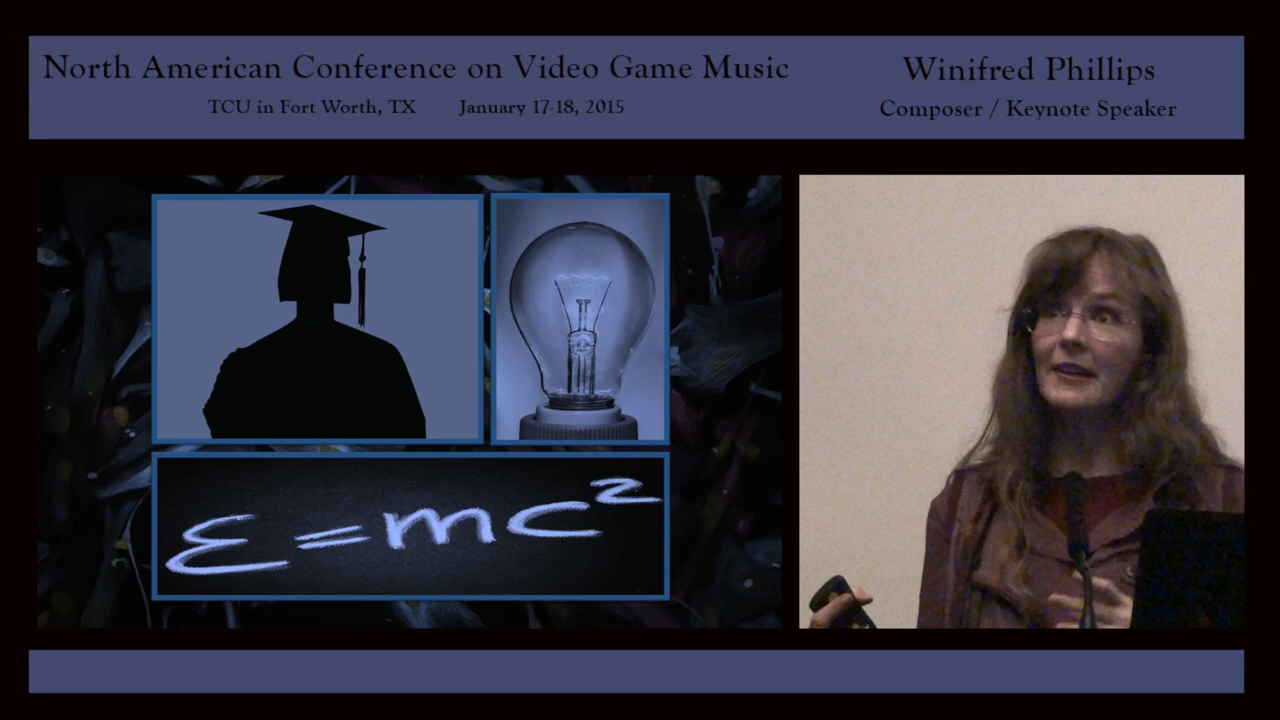 North American Conference on Video Game Music
TCU in Fort Worth, TX January 17-18, 2015
Winifred Phillips
Composer / Keynote Speaker
E=mc²